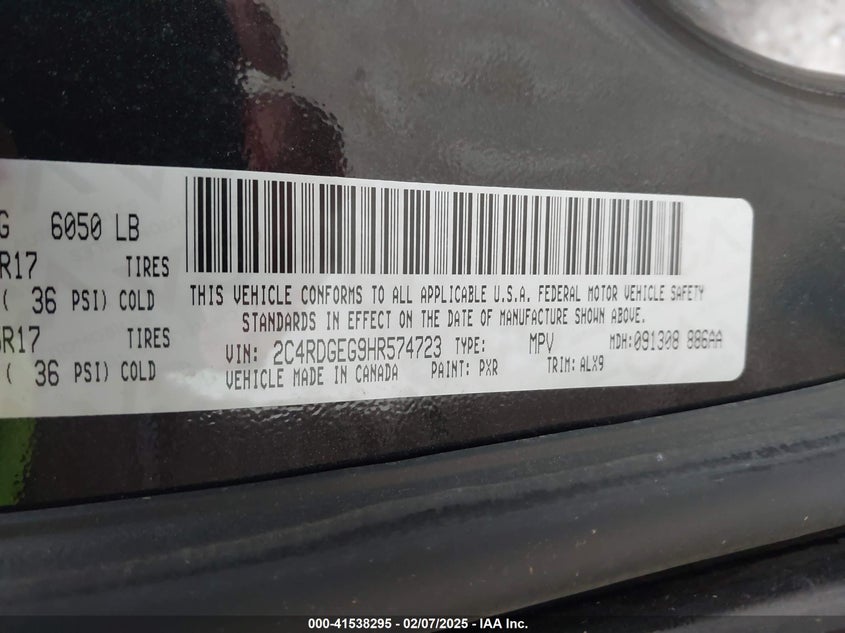 G 6050 LB
R17 TIRES
( 36 PSI) COLD
R17 TIRES
( 36 PSI) COLD
THIS VEHICLE CONFORMS TO ALL APPLICABLE U.S.A. FEDERAL MOTOR VEHICLE SAFETY
STANDARDS IN EFFECT ON THE DATE OF MANUFACTURE SHOWN ABOVE.
VIN: 2C4RDGEG9HR574723 TYPE: MPV MDH:091308 886AA
VEHICLE MADE IN CANADA PAINT: PXR TRIM: ALX9
000-41538295 - 02/07/2025 - IAA Inc.